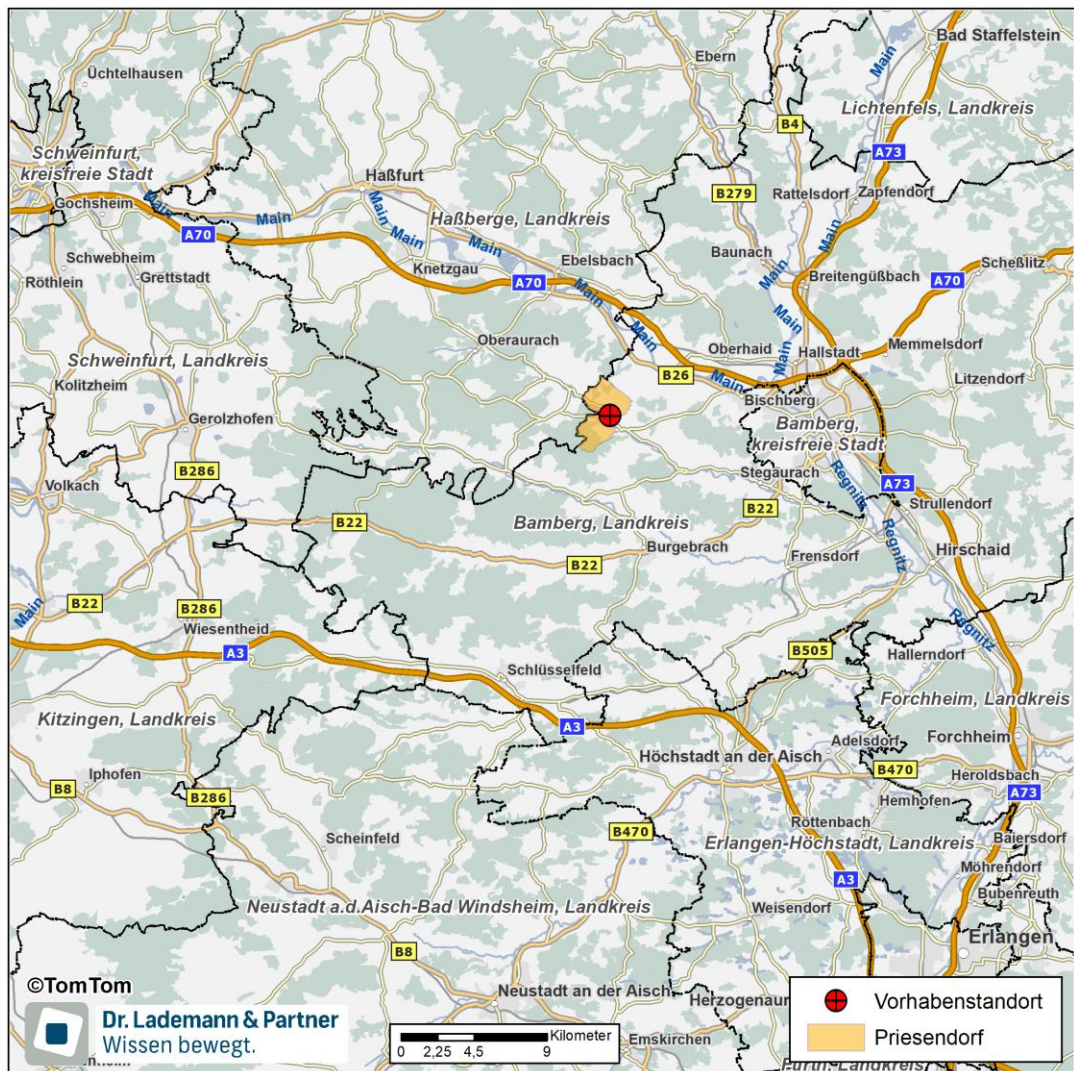 Bad Staffelstein
Ebern
Üchtelhausen
Main
Lichtenfels, Landkreis
B4
A73
Schweinfurt,
kreisfreie Stadt
Haßfurt
B279
Rattelsdorf
Zapfendorf
Gochsheim
Main
Main
Main
Haßberge, Landkreis
A70
Main
Main
Main
Baunach
Main
Scheßlitz
Schwebheim
Grettstadt
Knetzgau
A70
Ebelsbach
Main
Breitengüßbach
A70
Röthlein
Main
Main
Oberaurach
Oberhaid
Main
Hallstadt
Memmelsdorf
Schweinfurt, Landkreis
Kolitzheim
B26
Main
Litzendorf
Bischberg
Gerolzhofen
Bamberg,
kreisfreie Stadt
B286
Stegaurach
Regnitz
A73
Volkach
Strullendorf
B22
Bamberg, Landkreis
B22
Regnitz
Burgebrach
B22
Frensdorf
Hirschaid
Main
B22
B286
Wiesentheid
A3
Regnitz
B505
Hallerndorf
Schlüsselfeld
Kitzingen, Landkreis
Forchheim, Landkreis
A3
Adelsdorf
Forchheim
Höchstadt an der Aisch
Iphofen
B470
Heroldsbach
B8
B286
Hemhofen
A73
Röttenbach
Scheinfeld
B470
Baiersdorf
Erlangen-Höchstadt, Landkreis
Möhrendorf
A3
Bubenreuth
Neustadt a.d.Aisch-Bad Windsheim, Landkreis
Weisendorf
B8
Erlangen
©TomTom
Neustadt an der Aisch
Herzogenaur
Vorhabenstandort
Dr. Lademann & Partner
Wissen bewegt.
Kilometer
0 2,25 4,5 9
Emskirchen
Priesendorf
Fürth, Landkreis